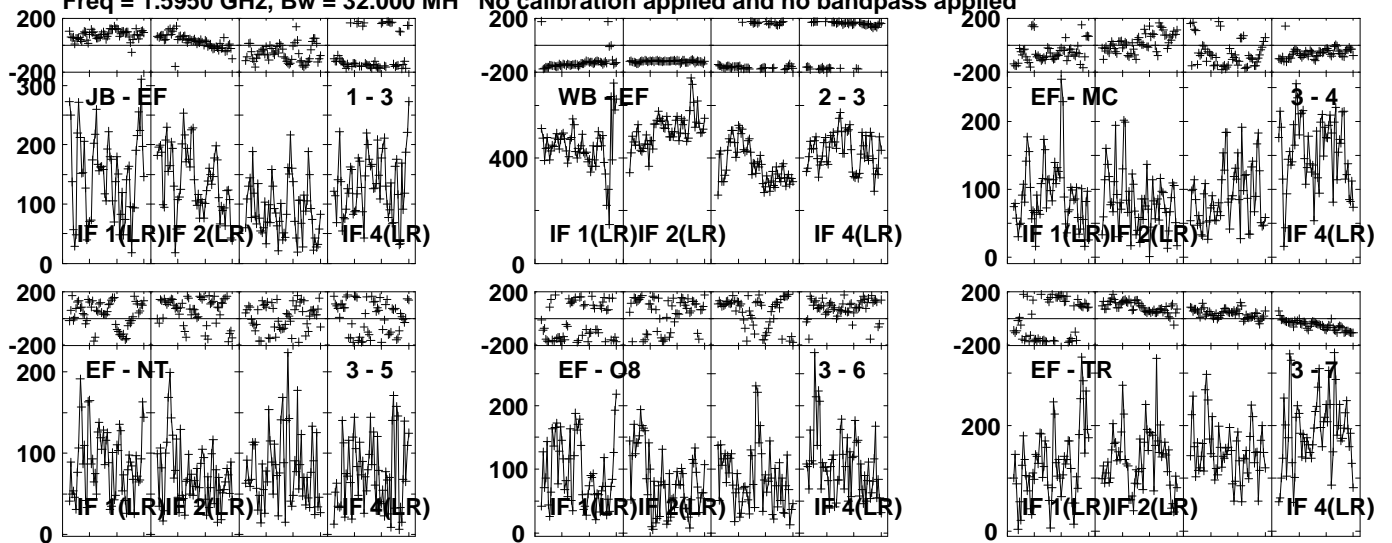 Freq = 1.5950 GHz, Bw = 32.000 MH No calibration applied and no bandpass applied
200
-200
300
200
100
0
JB - EF 1 - 3
IF 1(LR) IF 2(LR) IF 4(LR)
200
-200
400
0
WB - EF 2 - 3
IF 1(LR) IF 2(LR) IF 4(LR)
200
-200
200
100
0
EF - MC 3 - 4
IF 1(LR) IF 2(LR) IF 4(LR)
200
-200
200
100
0
EF - NT 3 - 5
IF 1(LR) IF 2(LR) IF 4(LR)
200
-200
200
100
0
EF - O8 3 - 6
IF 1(LR) IF 2(LR) IF 4(LR)
200
-200
200
0
EF - TR 3 - 7
IF 1(LR) IF 2(LR) IF 4(LR)